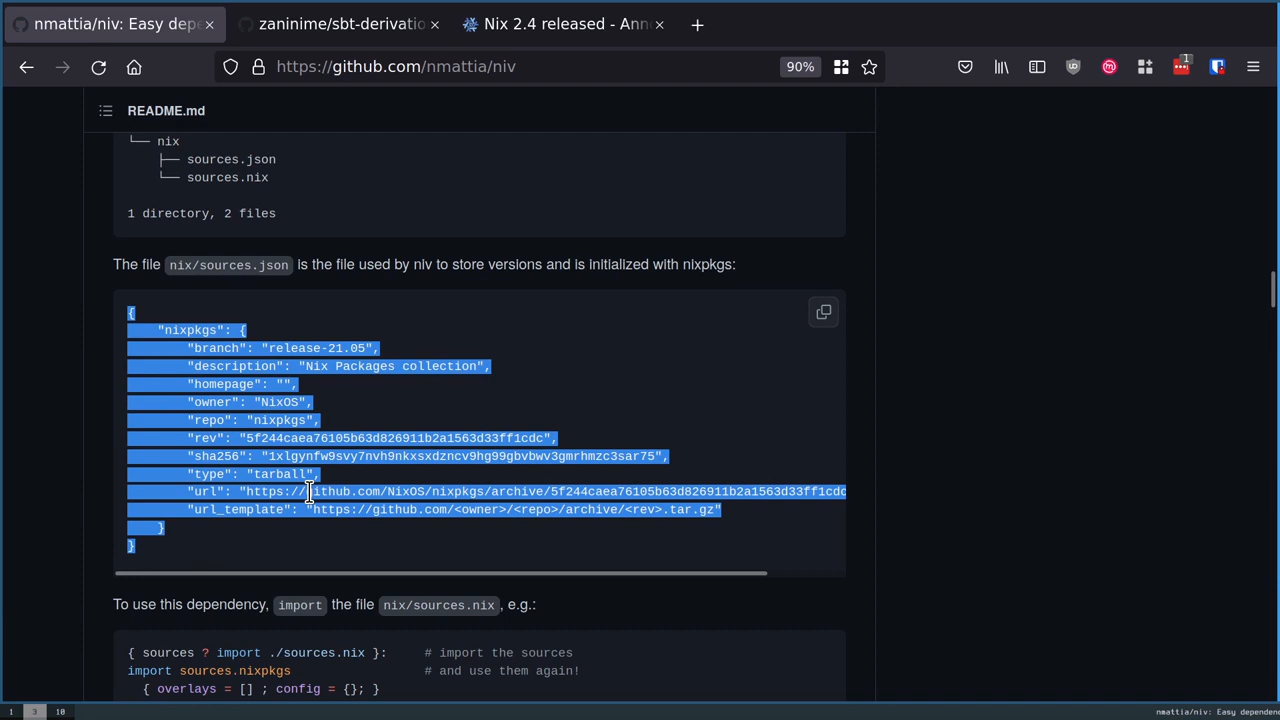 nmattia/niv: Easy depe
zaninime/sbt-derivatio
Nix 2.4 released - Ann
https://github.com/nmattia/niv
90%
1
README.md
└── nix
├── sources.json
└── sources.nix
1 directory, 2 files
The file nix/sources.json is the file used by niv to store versions and is initialized with nixpkgs:
{
"nixpkgs": {
"branch": "release-21.05",
"description": "Nix Packages collection",
"homepage": "",
"owner": "NixOS",
"repo": "nixpkgs",
"rev": "5f244caea76105b63d826911b2a1563d33ff1cdc",
"sha256": "1xlgynfw9svy7nvh9nkxsxdzncv9hg99gbvbwv3gmrhmzc3sar75",
"type": "tarball",
"url": "https://github.com/NixOS/nixpkgs/archive/5f244caea76105b63d826911b2a1563d33ff1cdc
"url_template": "https://github.com/<owner>/<repo>/archive/<rev>.tar.gz"
}
}
To use this dependency, import the file nix/sources.nix, e.g.:
{ sources ? import ./sources.nix }: # import the sources
import sources.nixpkgs # and use them again!
{ overlays = [] ; config = {}; }
1 3 10
nmattia/niv: Easy dependen